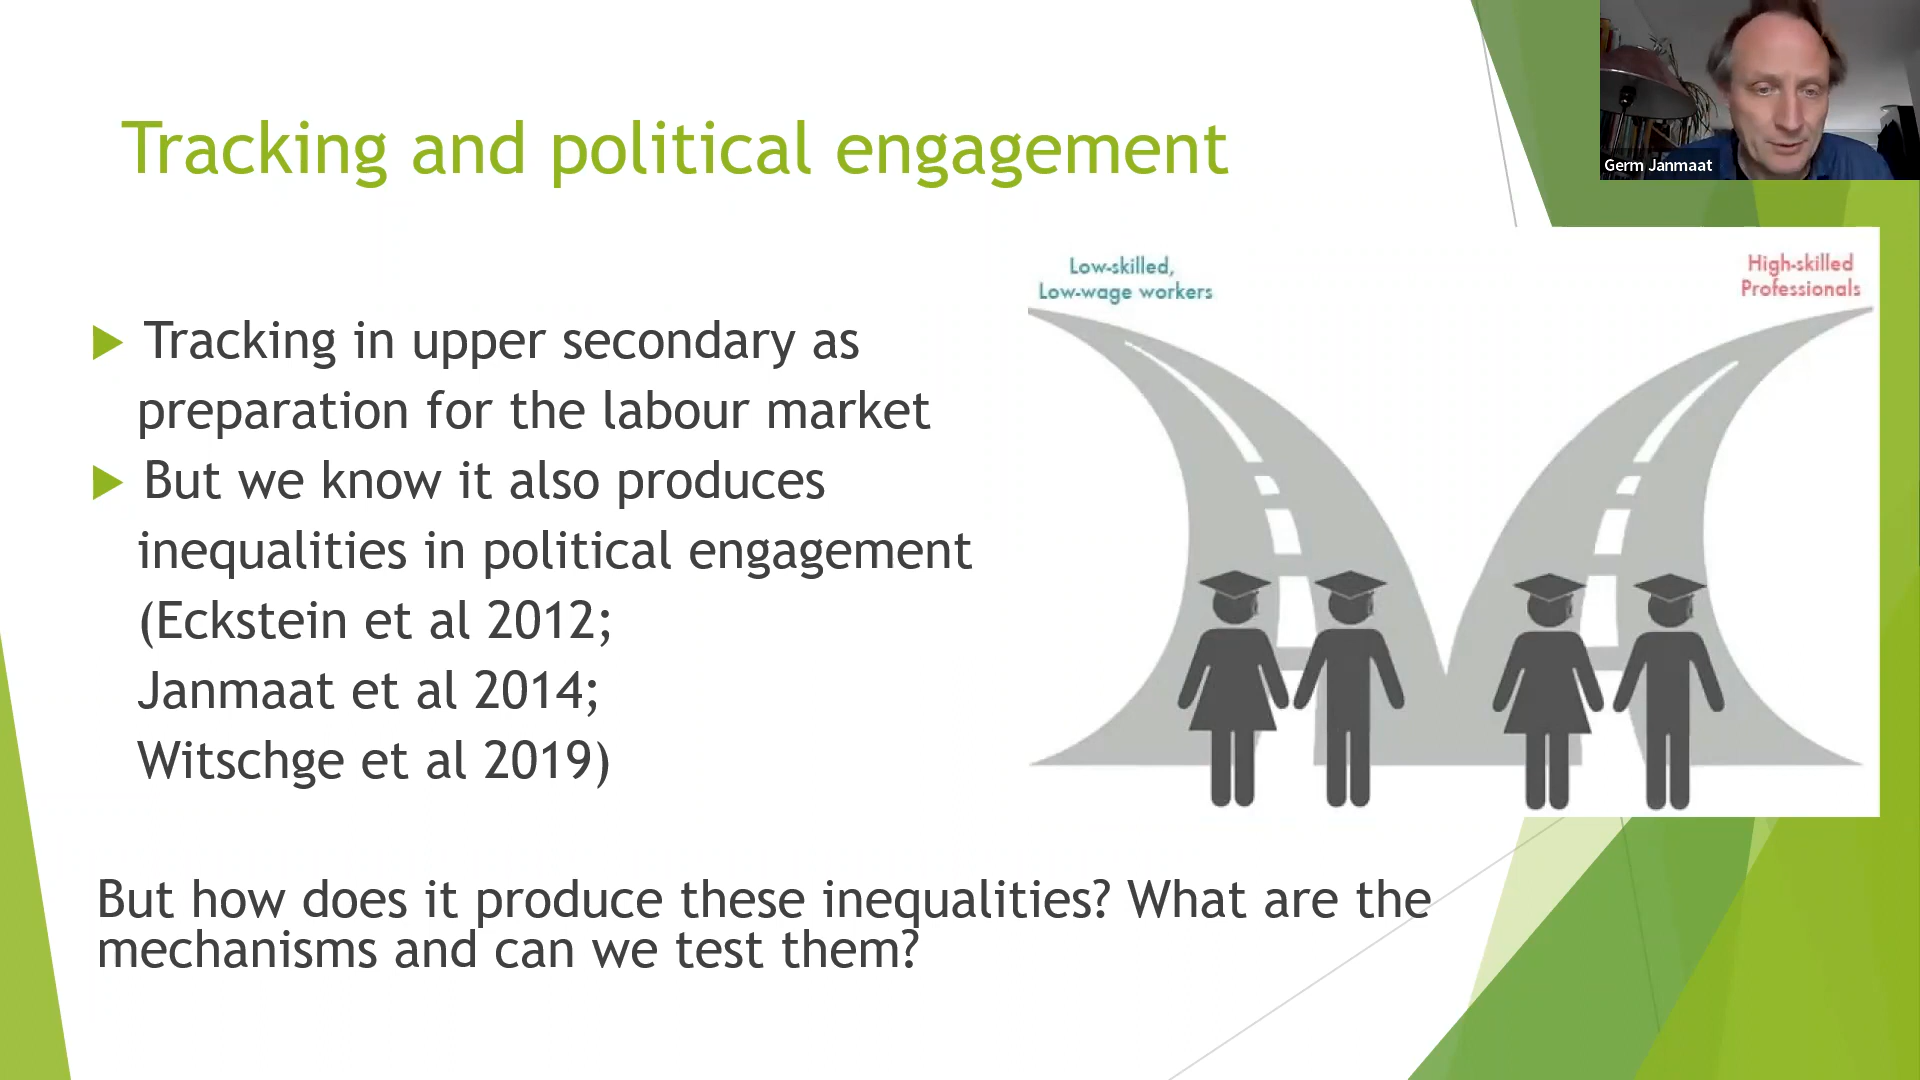 Tracking and political engagement
Germ Janmaat
Low-skilled,
Low-wage workers
High-skilled
Professionals
Tracking in upper secondary as
preparation for the labour market
But we know it also produces
inequalities in political engagement
(Eckstein et al 2012;
Janmaat et al 2014;
Witschge et al 2019)
But how does it produce these inequalities? What are the
mechanisms and can we test them?